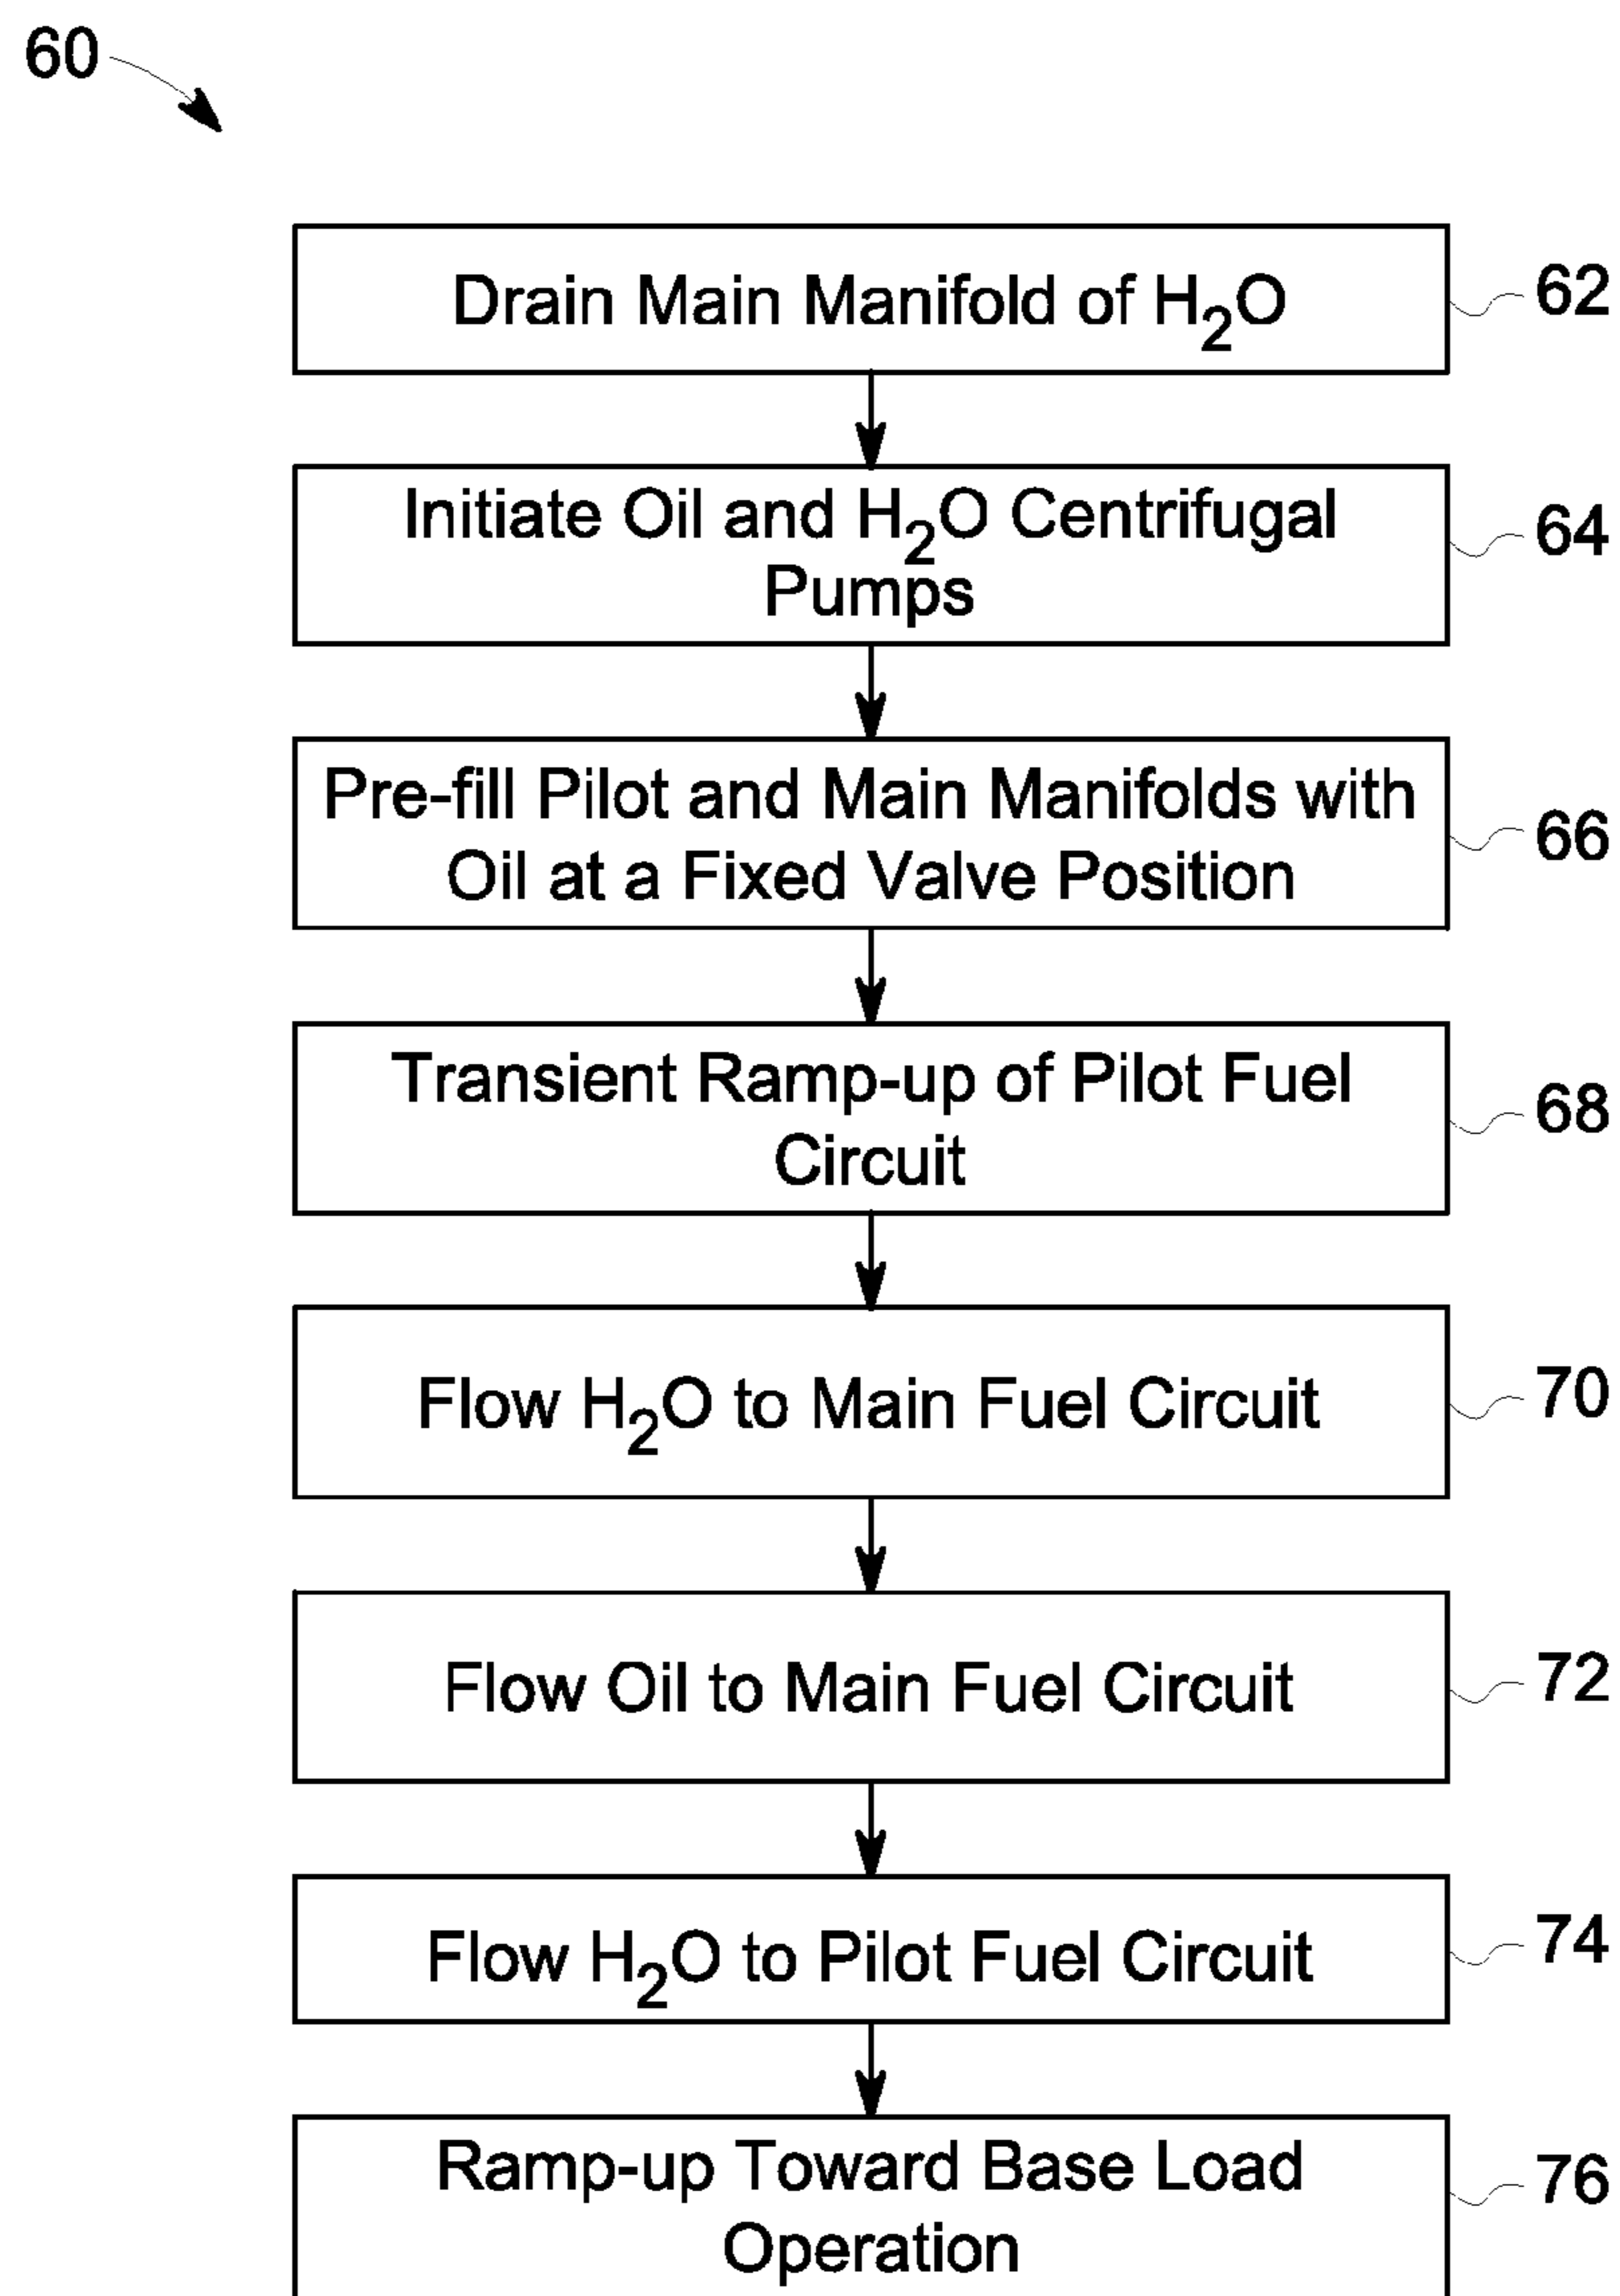 60
Drain Main Manifold of H₂O
62
Initiate Oil and H₂O Centrifugal
Pumps
64
Pre-fill Pilot and Main Manifolds with
Oil at a Fixed Valve Position
66
Transient Ramp-up of Pilot Fuel
Circuit
68
Flow H₂O to Main Fuel Circuit
70
Flow Oil to Main Fuel Circuit
72
Flow H₂O to Pilot Fuel Circuit
74
Ramp-up Toward Base Load
Operation
76